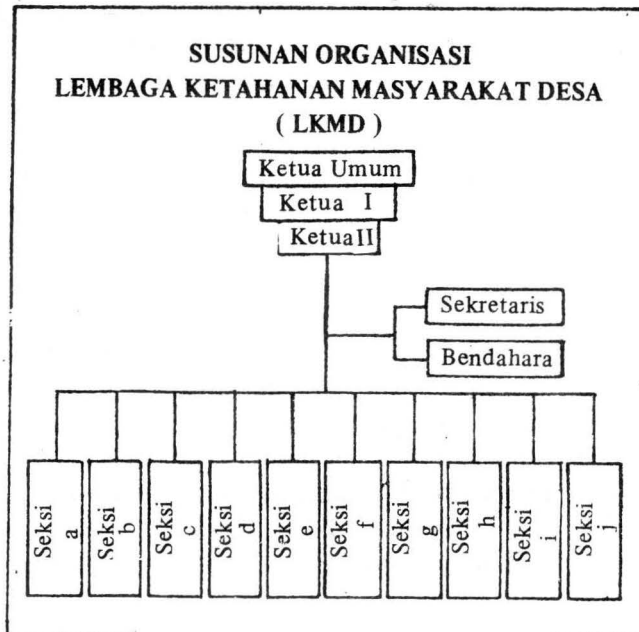 SUSUNAN ORGANISASI
LEMBAGA KETAHANAN MASYARAKAT DESA
( LKMD )
Ketua Umum
Ketua I
Ketua II
Sekretaris
Bendahara
Seksi a
Seksi b
Seksi c
Seksi d
Seksi e
Seksi f
Seksi g
Seksi h
Seksi i
Seksi j